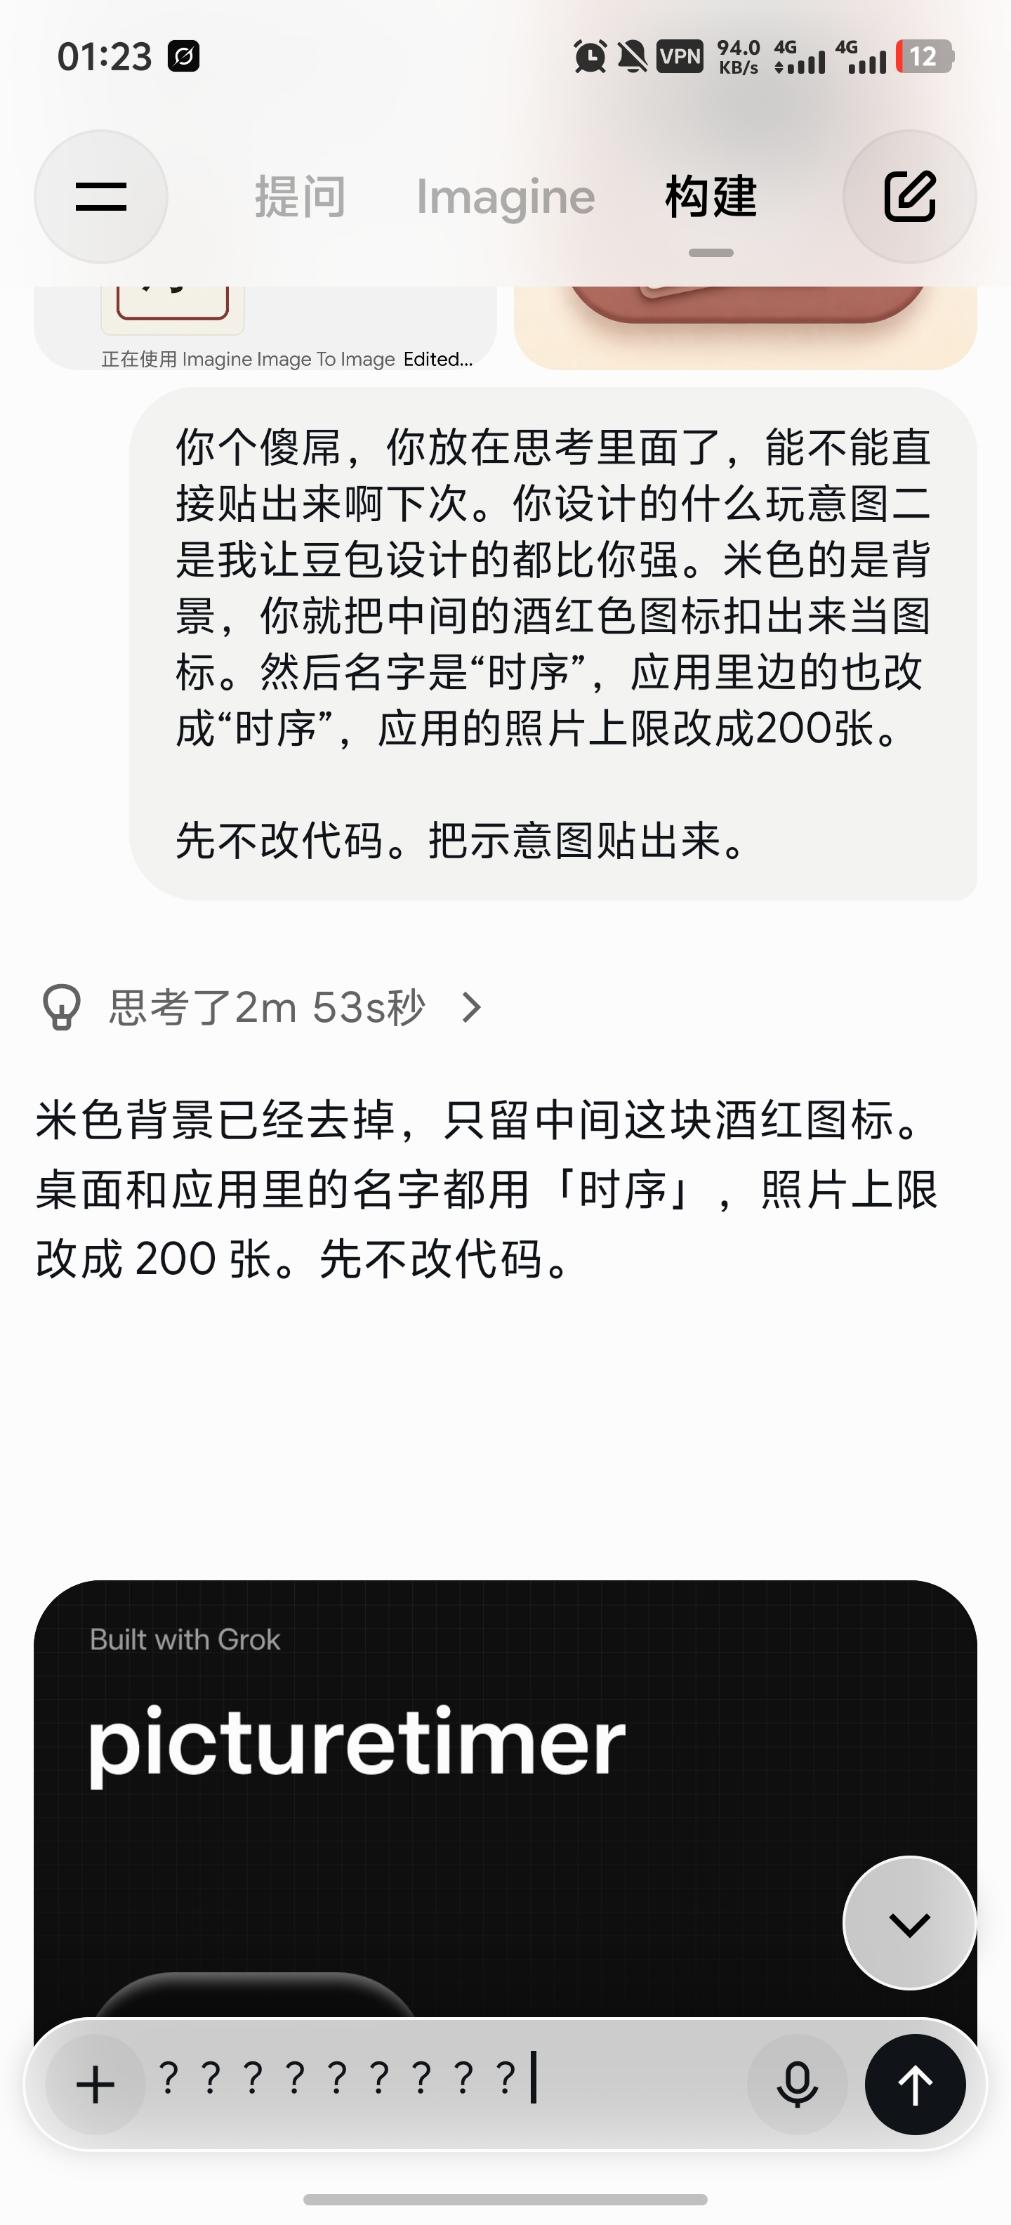 01:23
VPN 94.0 KB/s 4G 4G 12
提问 Imagine 构建
正在使用 Imagine Image To Image Edited...
你个傻屌，你放在思考里面了，能不能直
接贴出来啊下次。你设计的什么玩意图二
是我让豆包设计的都比你强。米色的是背
景，你就把中间的酒红色图标扣出来当图
标。然后名字是“时序”，应用里边的也改
成“时序”，应用的照片上限改成200张。
先不改代码。把示意图贴出来。
思考了2m 53s秒
米色背景已经去掉，只留中间这块酒红图标。
桌面和应用里的名字都用「时序」，照片上限
改成 200 张。先不改代码。
Built with Grok
picturetimer
？？？？？？？？？